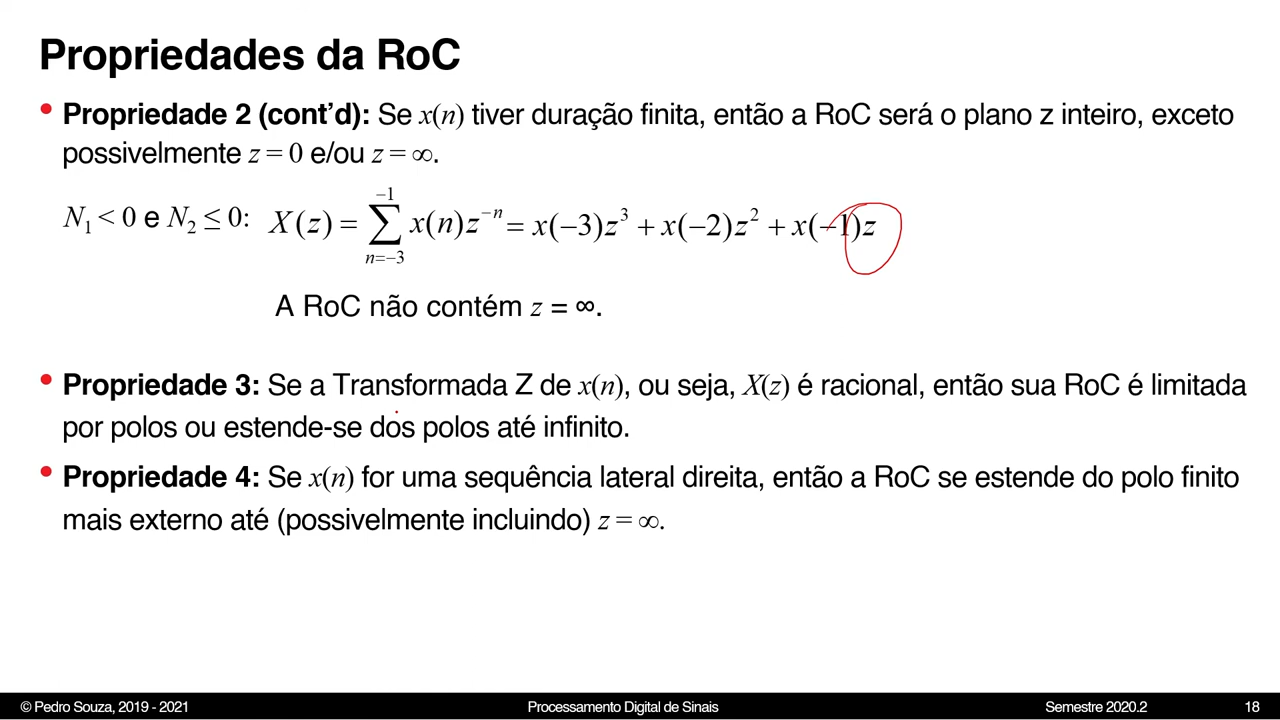 Propriedades da RoC
• Propriedade 2 (cont’d): Se x(n) tiver duração finita, então a RoC será o plano z inteiro, exceto
possivelmente z = 0 e/ou z = ∞.
N₁ < 0 e N₂ ≤ 0: X(z) = ∑_{n=−3}^{−1} x(n)z⁻ⁿ = x(−3)z³ + x(−2)z² + x(−1)z
A RoC não contém z = ∞.
• Propriedade 3: Se a Transformada Z de x(n), ou seja, X(z) é racional, então sua RoC é limitada
por polos ou estende-se dos polos até infinito.
• Propriedade 4: Se x(n) for uma sequência lateral direita, então a RoC se estende do polo finito
mais externo até (possivelmente incluindo) z = ∞.
© Pedro Souza, 2019 - 2021 Processamento Digital de Sinais Semestre 2020.2 18